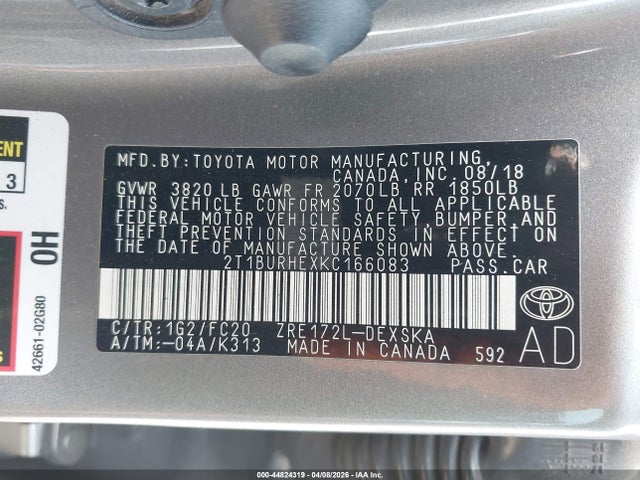 MFD.BY:TOYOTA MOTOR MANUFACTURING,
CANADA, INC. 08/18
GVWR 3820 LB GAWR FR 2070LB RR 1850LB
THIS VEHICLE CONFORMS TO ALL APPLICABLE
FEDERAL MOTOR VEHICLE SAFETY, BUMPER AND
THEFT PREVENTION STANDARDS IN EFFECT ON
THE DATE OF MANUFACTURE SHOWN ABOVE.
2T1BURHEXKC166083 PASS.CAR
C/TR:1G2/FC20 ZRE172L-DEXSKA
A/TM:-04A/K313 MADE IN CANADA 592
AD
OH
42661-02G80
3
000-44824319 | 04/08/2026 | IAA Inc.